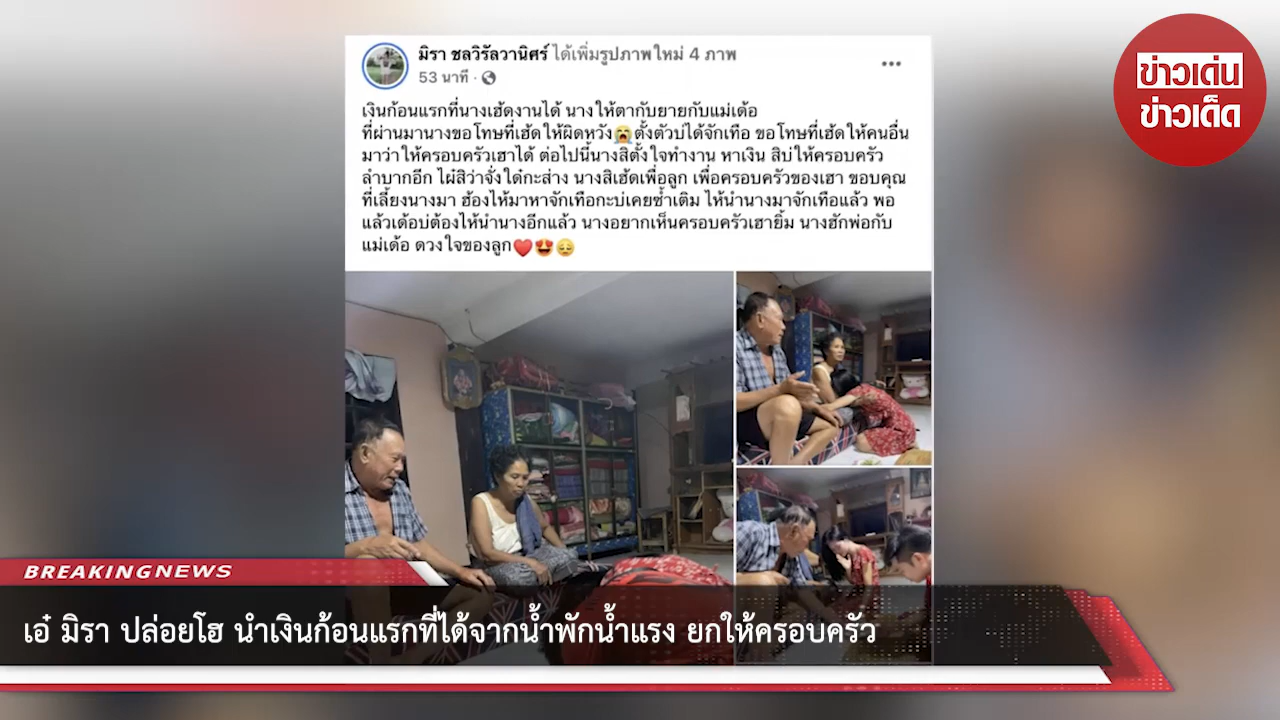 มิรา ชลวิรัลวานิศร์ ได้เพิ่มรูปภาพใหม่ 4 ภาพ
53 นาที ·
ข่าวเด่น
ข่าวเด็ด
เงินก้อนแรกที่นางเฮ้ดงานได้ นางให้ตากับยายกับแม่เด้อ
ที่ผ่านมานางขอโทษที่เฮ้ดให้ผิดหวัง😭ตั้งตัวบ่ได้จักเทือ ขอโทษที่เฮ้ดให้คนอื่น
มาว่าให้ครอบครัวเฮาได้ ต่อไปนี้นางสิตั้งใจทำงาน หาเงิน สิบ่ให้ครอบครัว
ลำบากอีก ไผ๋สิว่าจั่งใด๋กะส่าง นางสิเฮ้ดเพื่อลูก เพื่อครอบครัวของเฮา ขอบคุณ
ที่เลี้ยงนางมา ฮ้องไห้มาหาจักเทือกะบ่เคยซ้ำเติม ไห้นำนางมาจักเทือแล้ว พอ
แล้วเด้อบ่ต้องไห้นำนางอีกแล้ว นางอยากเห็นครอบครัวเฮายิ้ม นางฮักพ่อกับ
แม่เด้อ ดวงใจของลูก❤️😍😔
BREAKINGNEWS
เอ๋ มิรา ปล่อยโฮ นำเงินก้อนแรกที่ได้จากน้ำพักน้ำแรง ยกให้ครอบครัว